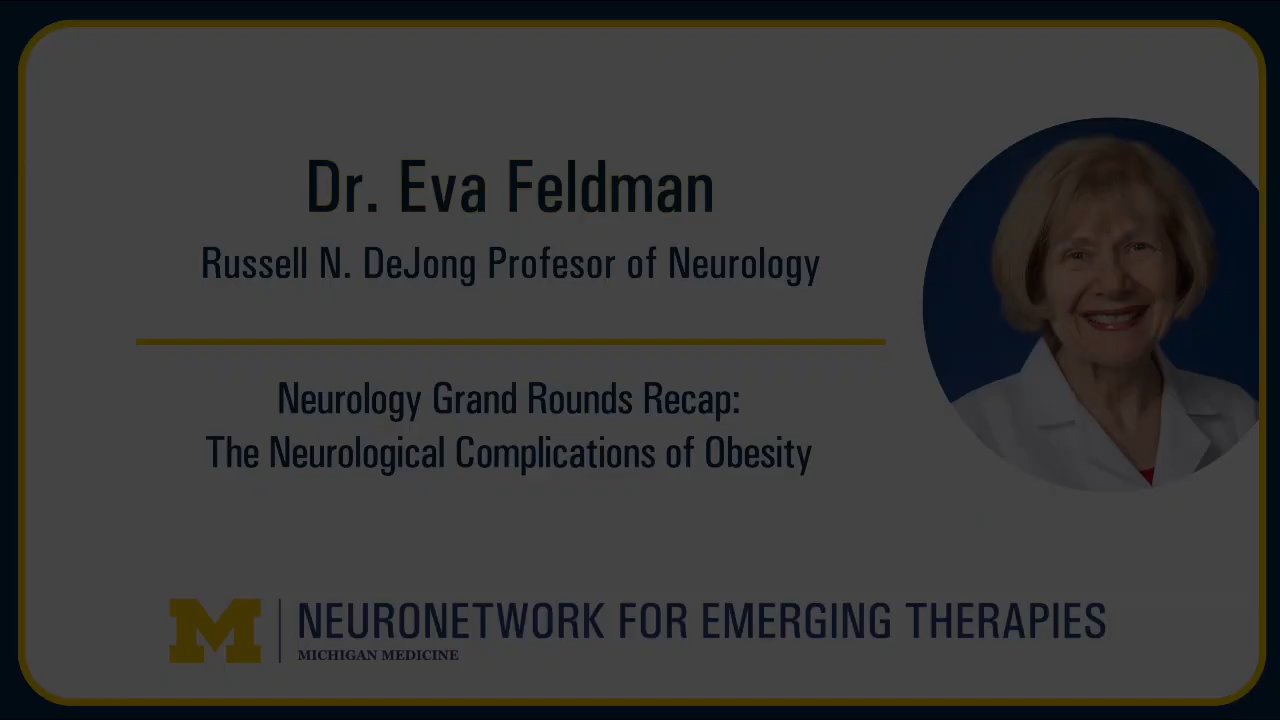 Dr. Eva Feldman
Russell N. DeJong Profesor of Neurology
Neurology Grand Rounds Recap:
The Neurological Complications of Obesity
M
NEURONETWORK FOR EMERGING THERAPIES
MICHIGAN MEDICINE